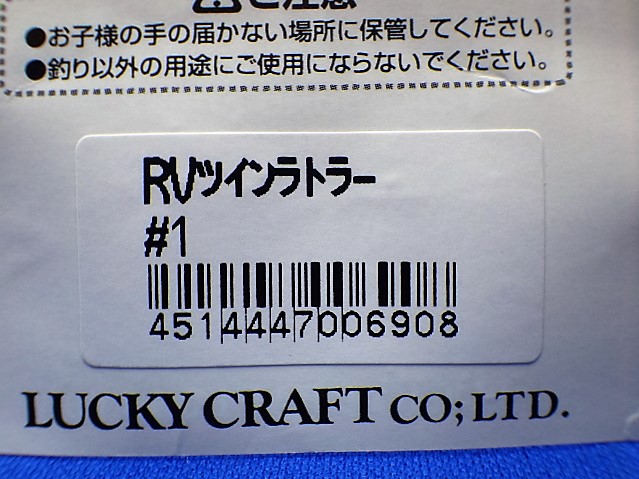 ご注意
●お子様の手の届かない場所に保管してください。
●釣り以外の用途にご使用にならないでください。
RVツインラトラー
#1
4514447006908
LUCKY CRAFT CO;LTD.